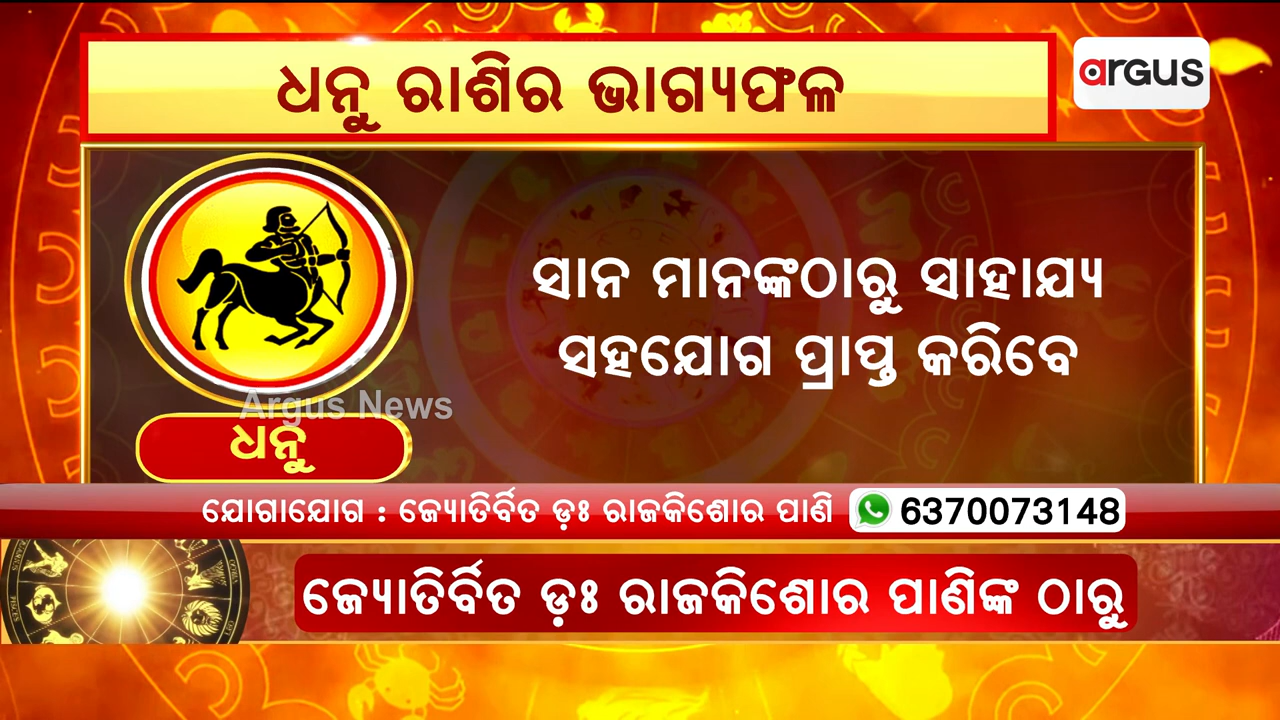 ଧନୁ ରାଶିର ଭାଗ୍ୟଫଳ
argus
ସାନ ମାନଙ୍କଠାରୁ ସାହାଯ୍ୟ
ସହଯୋଗ ପ୍ରାପ୍ତ କରିବେ
Argus News
ଧନୁ
ଯୋଗାଯୋଗ : ଜ୍ୟୋତିର୍ବିତ ଡ଼ଃ ରାଜକିଶୋର ପାଣି 6370073148
ଜ୍ୟୋତିର୍ବିତ ଡ଼ଃ ରାଜକିଶୋର ପାଣିଙ୍କ ଠାରୁ